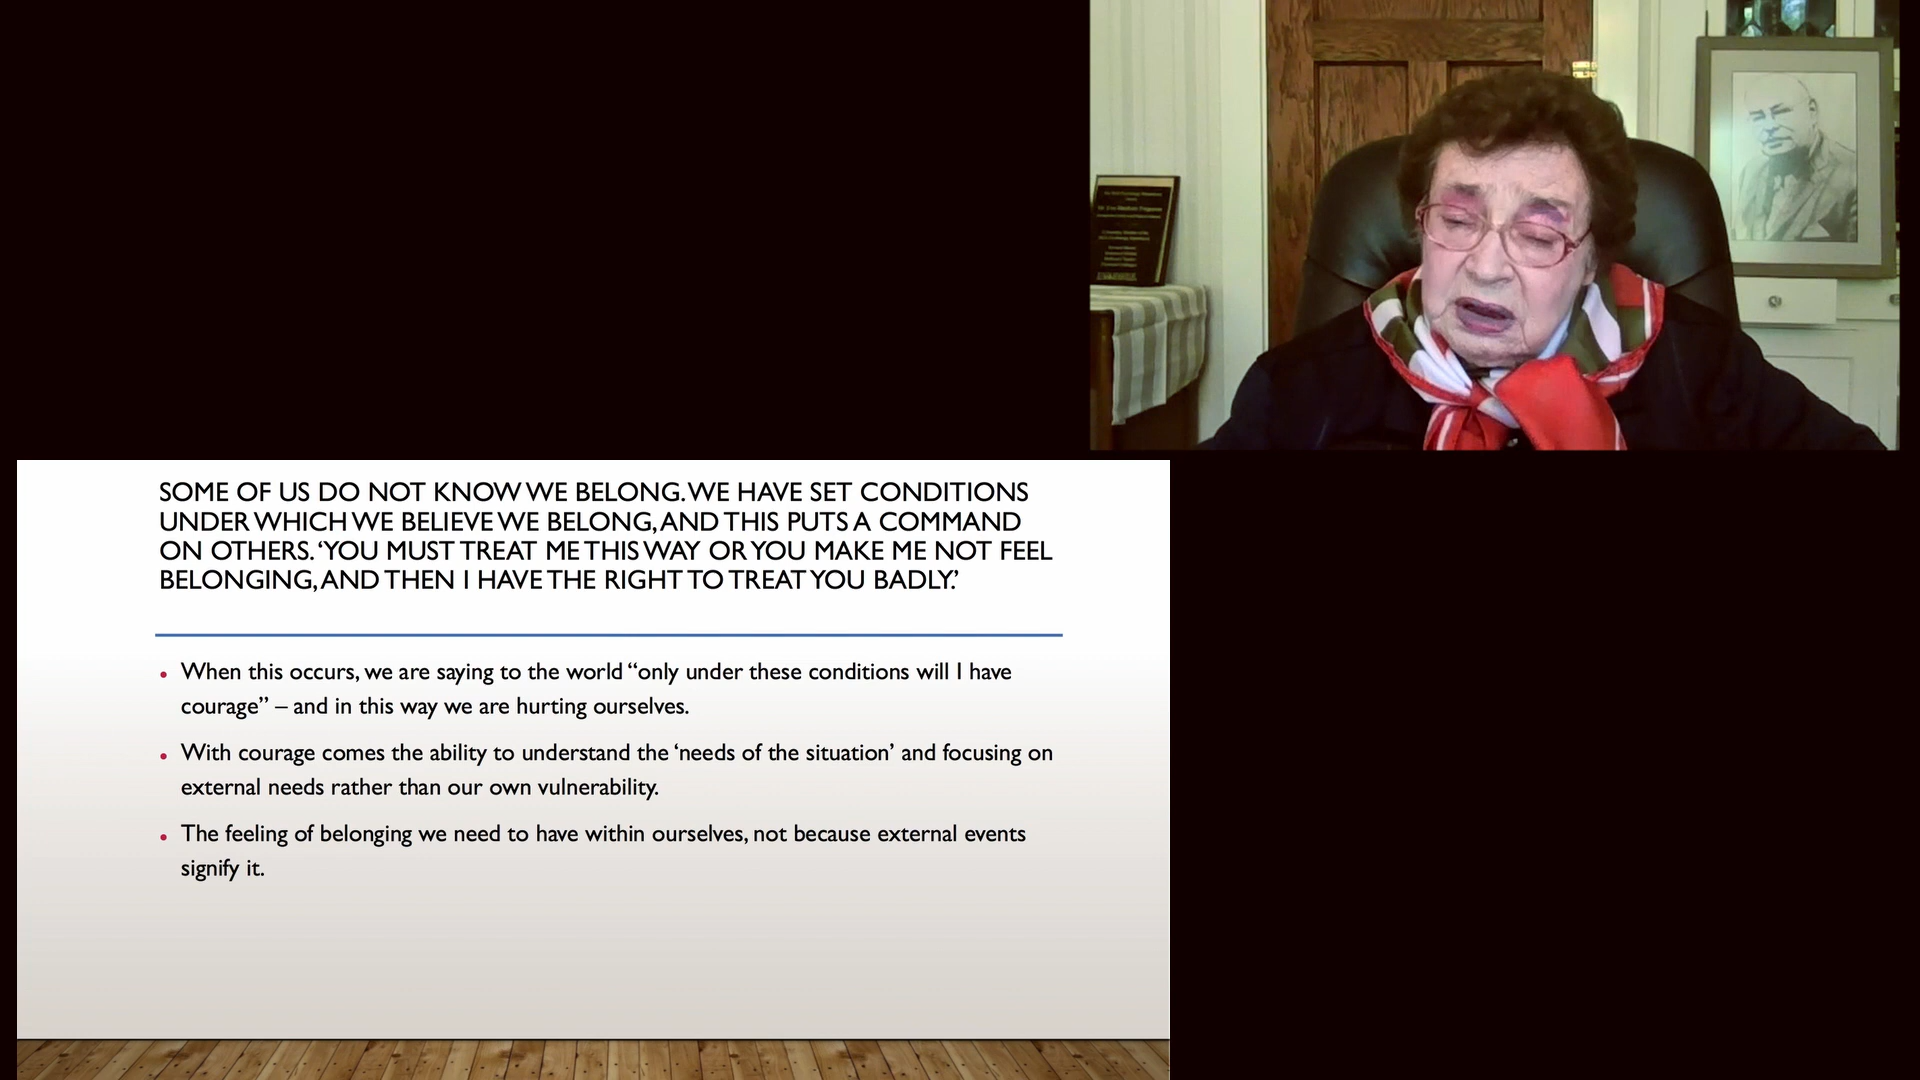 SOME OF US DO NOT KNOW WE BELONG. WE HAVE SET CONDITIONS
UNDER WHICH WE BELIEVE WE BELONG, AND THIS PUTS A COMMAND
ON OTHERS. ‘YOU MUST TREAT ME THIS WAY OR YOU MAKE ME NOT FEEL
BELONGING, AND THEN I HAVE THE RIGHT TO TREAT YOU BADLY.’
• When this occurs, we are saying to the world “only under these conditions will I have
courage” – and in this way we are hurting ourselves.
• With courage comes the ability to understand the ‘needs of the situation’ and focusing on
external needs rather than our own vulnerability.
• The feeling of belonging we need to have within ourselves, not because external events
signify it.